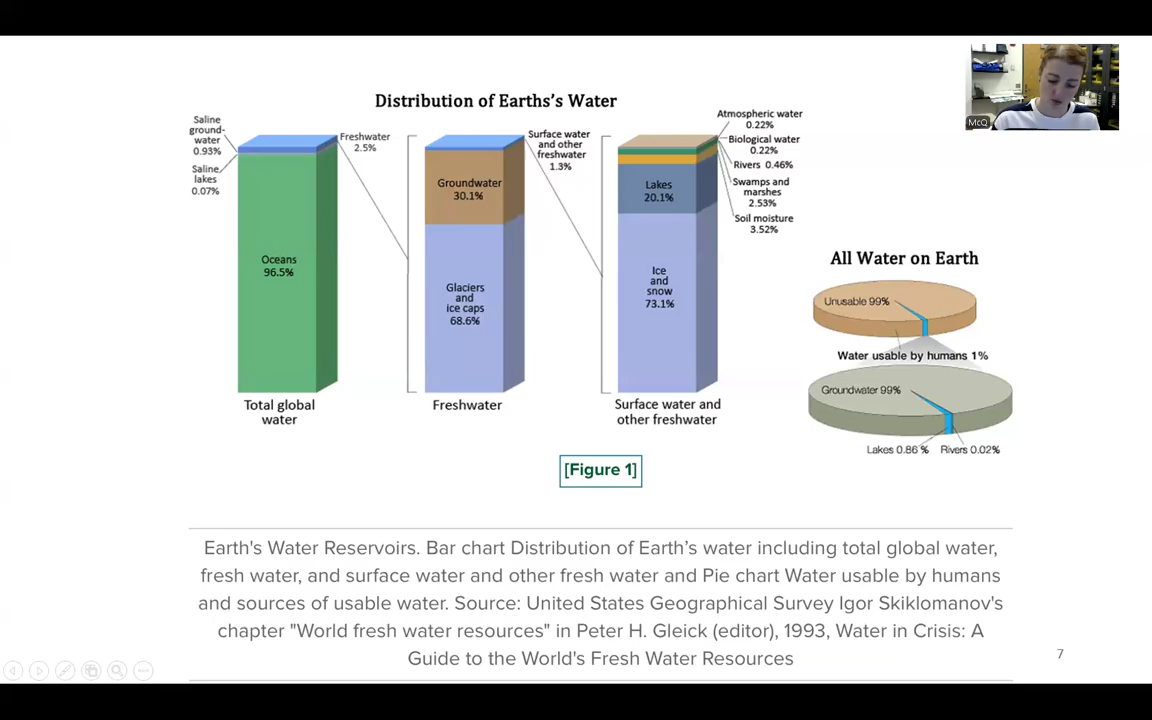 Distribution of Earths's Water
Saline
ground-
water
0.93%
Saline
lakes
0.07%
Oceans
96.5%
Total global
water
Freshwater
2.5%
Groundwater
30.1%
Glaciers
and
ice caps
68.6%
Freshwater
Surface water
and other
freshwater
1.3%
Lakes
20.1%
Ice
and
snow
73.1%
Surface water and
other freshwater
Atmospheric water
0.22%
Biological water
0.22%
Rivers 0.46%
Swamps and
marshes
2.53%
Soil moisture
3.52%
McQ
All Water on Earth
Unusable 99%
Water usable by humans 1%
Groundwater 99%
Lakes 0.86 %
Rivers 0.02%
[Figure 1]
Earth's Water Reservoirs. Bar chart Distribution of Earth's water including total global water,
fresh water, and surface water and other fresh water and Pie chart Water usable by humans
and sources of usable water. Source: United States Geographical Survey Igor Skiklomanov's
chapter "World fresh water resources" in Peter H. Gleick (editor), 1993, Water in Crisis: A
Guide to the World's Fresh Water Resources
7